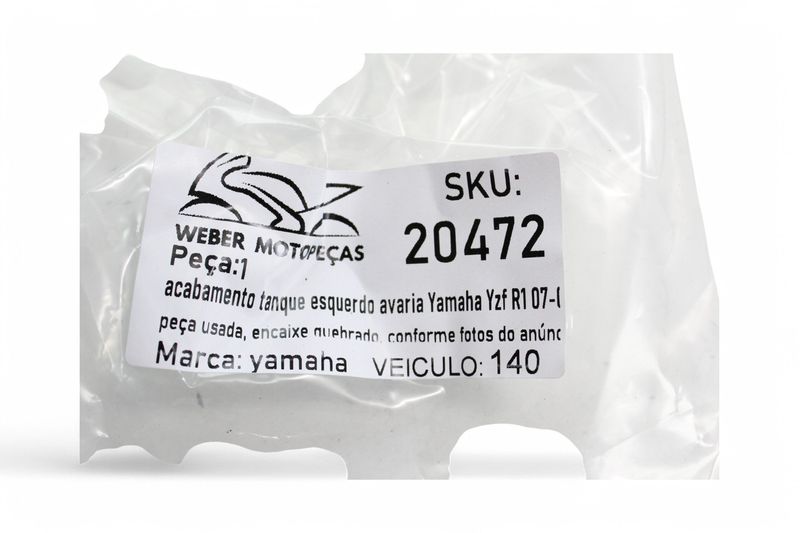 WEBER MOTOPEÇAS
SKU:
20472
Peça:1
acabamento tanque esquerdo avaria Yamaha Yzf R1 07-
peça usada, encaixe quebrado, conforme fotos do anúnc
Marca: yamaha VEICULO: 140